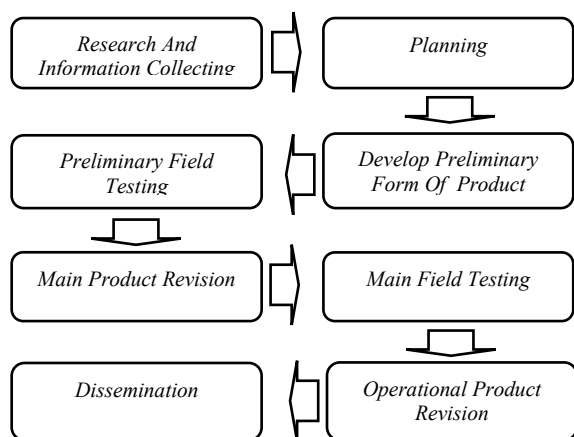 Research And
Information Collecting
Planning
Develop Preliminary
Form Of Product
Preliminary Field
Testing
Main Product Revision
Main Field Testing
Operational Product
Revision
Dissemination